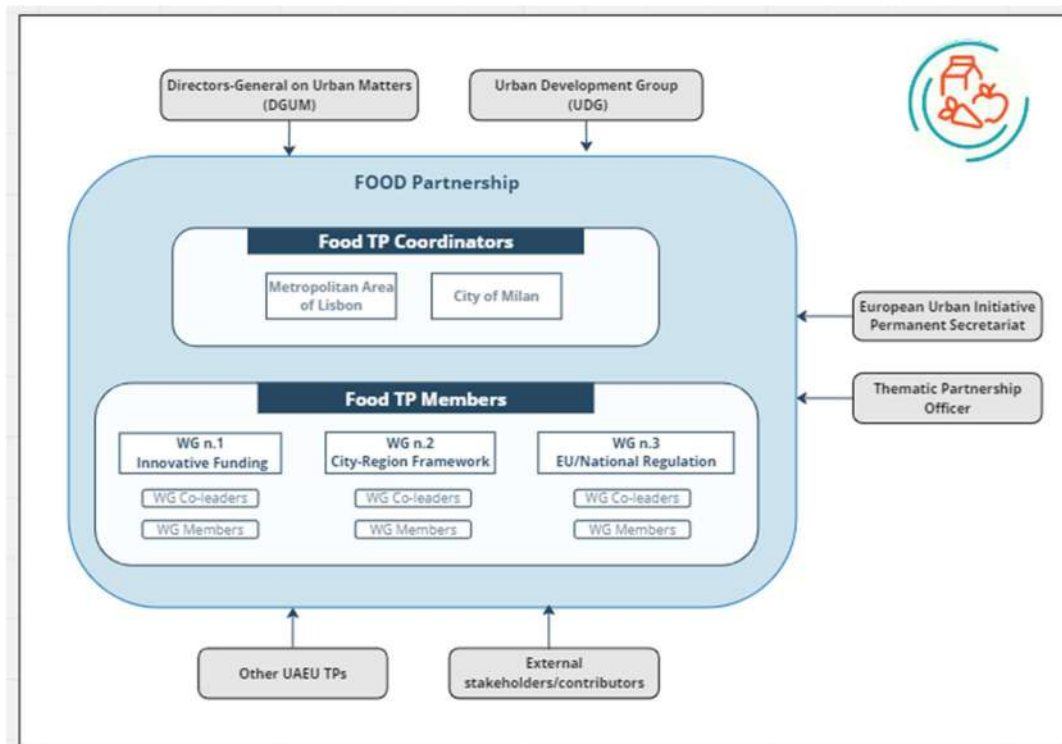 Directors-General on Urban Matters
(DGUM)
Urban Development Group
(UDG)
FOOD Partnership
Food TP Coordinators
Metropolitan Area
of Lisbon
City of Milan
European Urban Initiative
Permanent Secretariat
Thematic Partnership
Officer
Food TP Members
WG n.1
Innovative Funding
WG n.2
City-Region Framework
WG n.3
EU/National Regulation
WG Co-leaders
WG Co-leaders
WG Co-leaders
WG Members
WG Members
WG Members
Other UAEU TPs
External
stakeholders/contributors